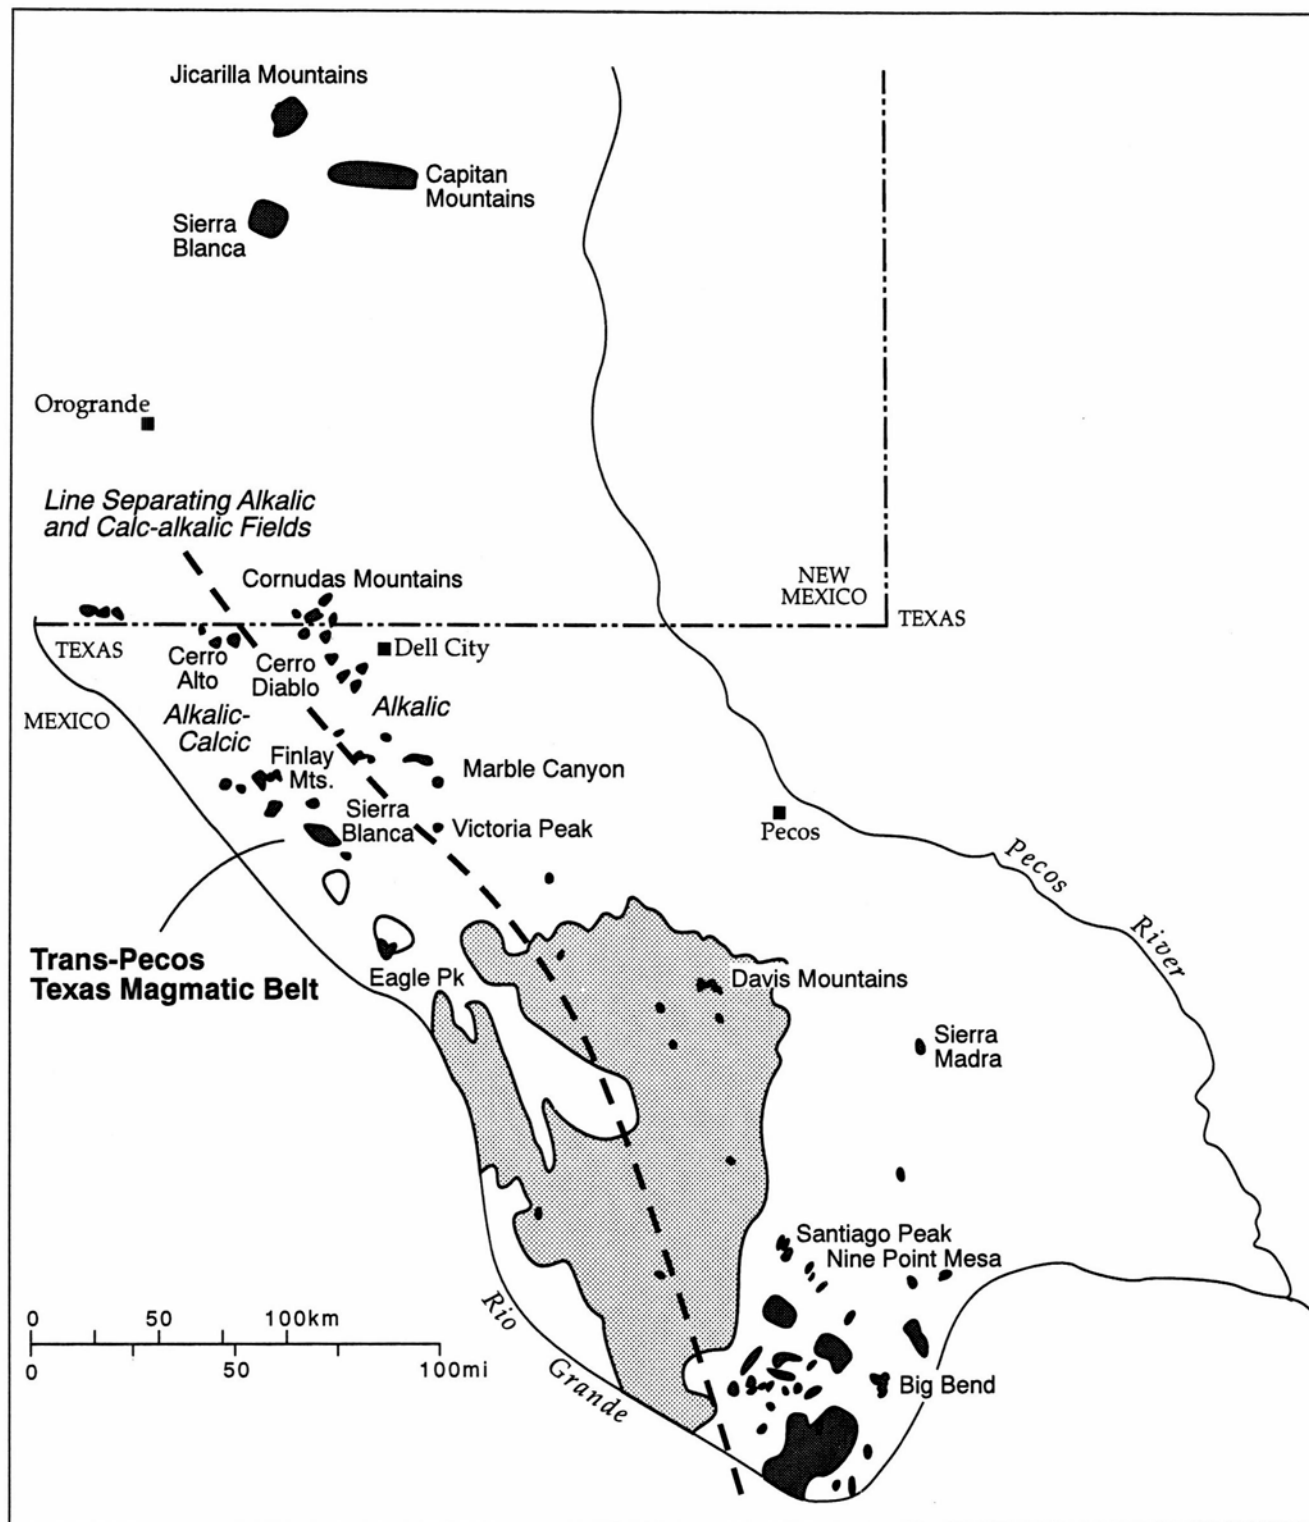 Jicarilla Mountains
Capitan
Mountains
Sierra
Blanca
Orogrande
Line Separating Alkalic
and Calc-alkalic Fields
Cornudas Mountains
NEW
MEXICO
TEXAS
TEXAS
Dell City
Cerro
Alto
Cerro
Diablo
MEXICO
Alkalic-
Calcic
Alkalic
Finlay
Mts.
Marble Canyon
Sierra
Blanca
Victoria Peak
Pecos
Pecos
River
Trans-Pecos
Texas Magmatic Belt
Eagle Pk
Davis Mountains
Sierra
Madra
Santiago Peak
Nine Point Mesa
Rio
Grande
Big Bend
0 50 100km
0 50 100mi